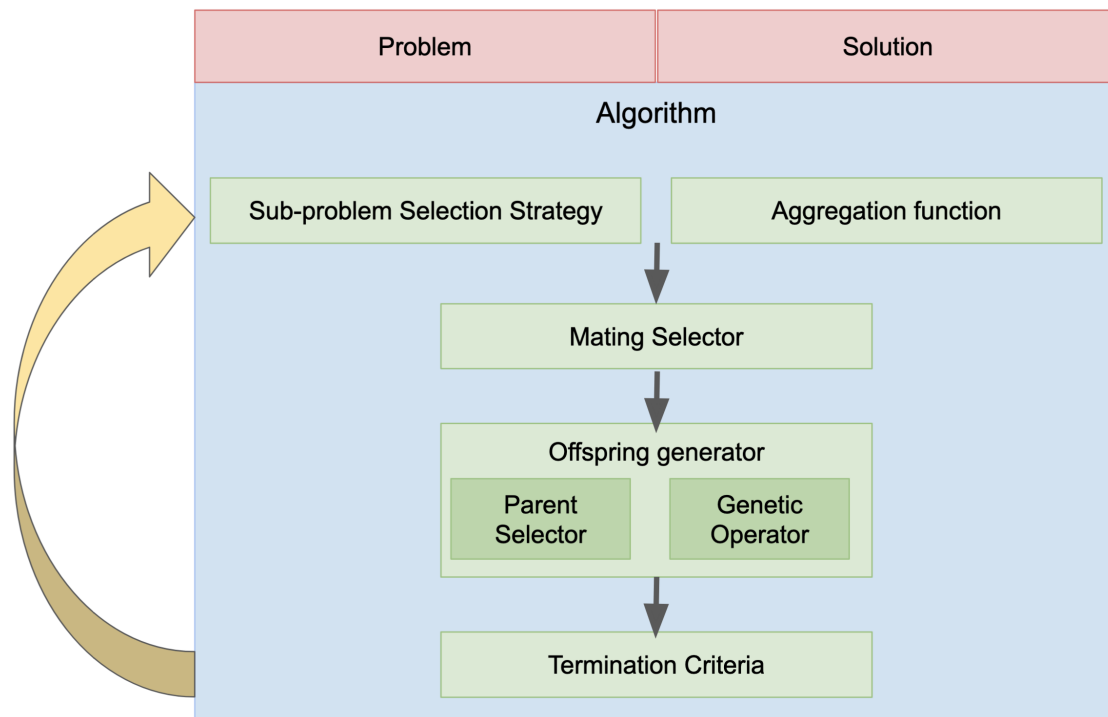 Problem
Solution
Algorithm
Sub-problem Selection Strategy
Aggregation function
Mating Selector
Offspring generator
Parent
Selector
Genetic
Operator
Termination Criteria